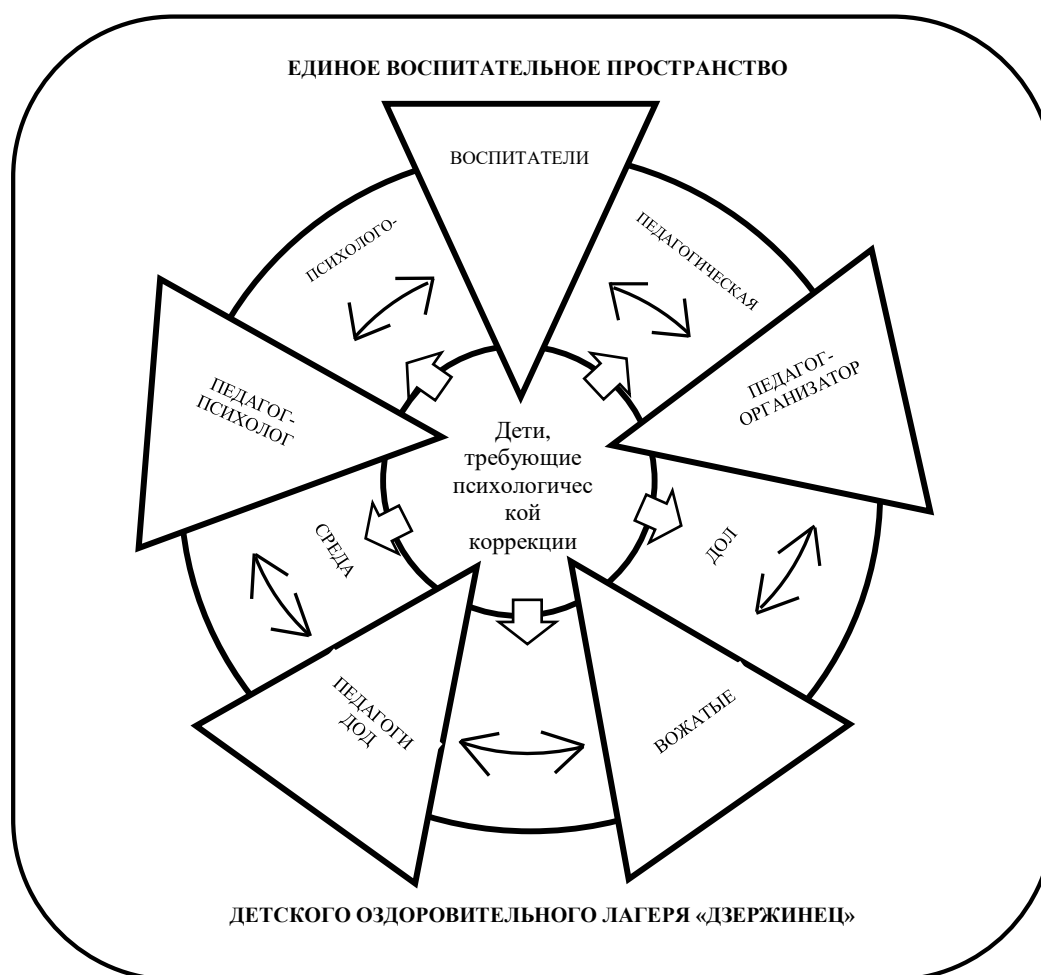 ЕДИНОЕ ВОСПИТАТЕЛЬНОЕ ПРОСТРАНСТВО
ВОСПИТАТЕЛИ
ПСИХОЛОГО-
ПЕДАГОГИЧЕСКАЯ
ПЕДАГОГ-
ПСИХОЛОГ
ПЕДАГОГ-
ОРГАНИЗАТОР
Дети,
требующие
психологичес
кой
коррекции
СРЕДА
ДОЛ
ПЕДАГОГИ
ДОД
ВОЖАТЫЕ
ДЕТСКОГО ОЗДОРОВИТЕЛЬНОГО ЛАГЕРЯ «ДЗЕРЖИНЕЦ»